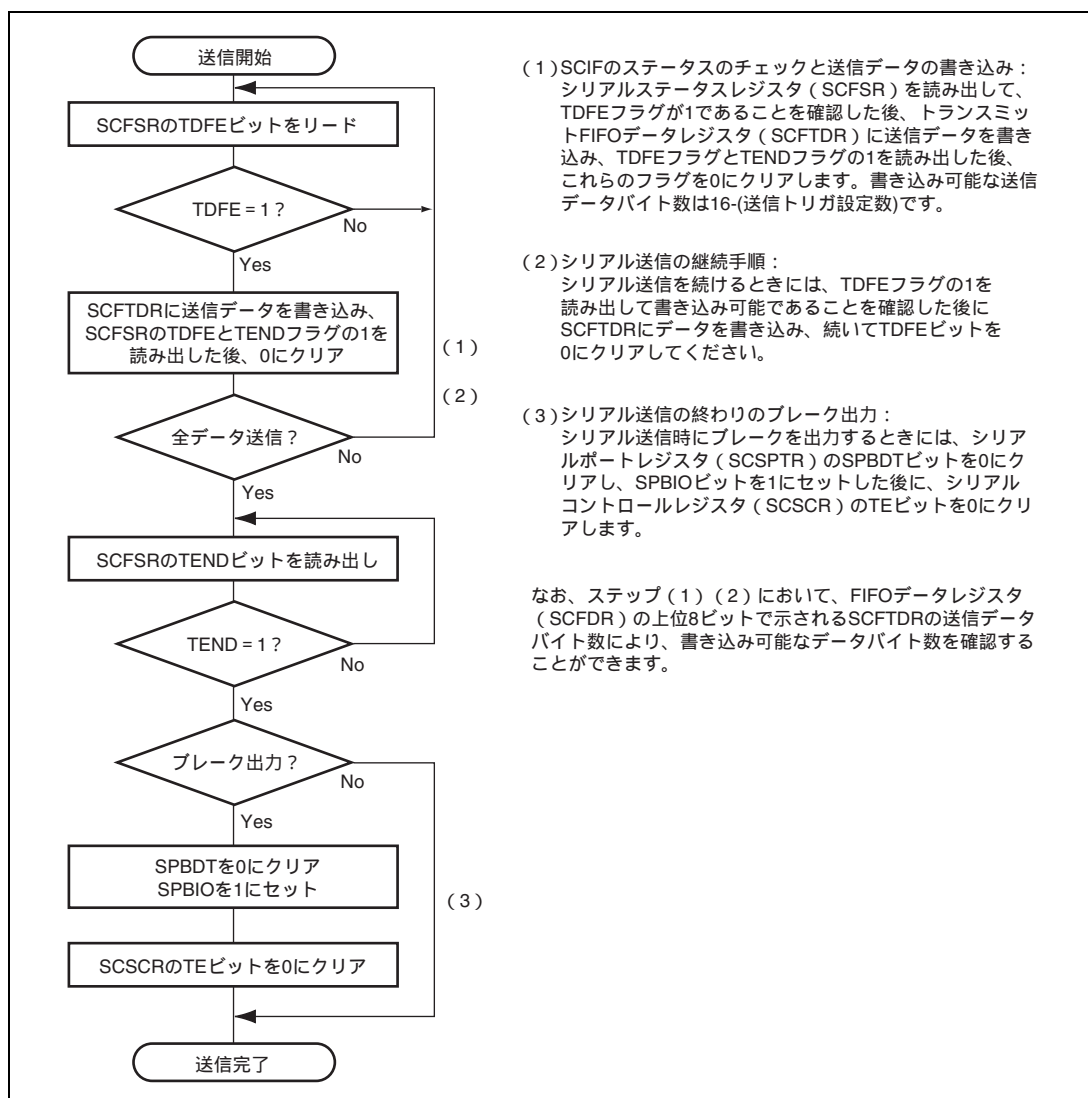 送信開始
SCFSRのTDFEビットをリード
TDFE = 1 ?
No
Yes
SCFTDRに送信データを書き込み、
SCFSRのTDFEとTENDフラグの1を
読み出した後、0にクリア
(1)
(2)
全データ送信?
No
Yes
SCFSRのTENDビットを読み出し
TEND = 1 ?
No
Yes
ブレーク出力?
No
Yes
SPBDTを0にクリア
SPBIOを1にセット
(3)
SCSCRのTEビットを0にクリア
送信完了
(1)SCIFのステータスのチェックと送信データの書き込み:
シリアルステータスレジスタ(SCFSR)を読み出して、
TDFEフラグが1であることを確認した後、トランスミッ
トFIFOデータレジスタ(SCFTDR)に送信データを書き
込み、TDFEフラグとTENDフラグの1を読み出した後、
これらのフラグを0にクリアします。書き込み可能な送信
データバイト数は16-(送信トリガ設定数)です。
(2)シリアル送信の継続手順:
シリアル送信を続けるときには、TDFEフラグの1を
読み出して書き込み可能であることを確認した後に
SCFTDRにデータを書き込み、続いてTDFEビットを
0にクリアしてください。
(3)シリアル送信の終わりのブレーク出力:
シリアル送信時にブレークを出力するときには、シリア
ルポートレジスタ(SCSPTR)のSPBDTビットを0にク
リアし、SPBIOビットを1にセットした後に、シリアル
コントロールレジスタ(SCSCR)のTEビットを0にクリ
アします。
なお、ステップ(1)(2)において、FIFOデータレジスタ
(SCFDR)の上位8ビットで示されるSCFTDRの送信データ
バイト数により、書き込み可能なデータバイト数を確認する
ことができます。